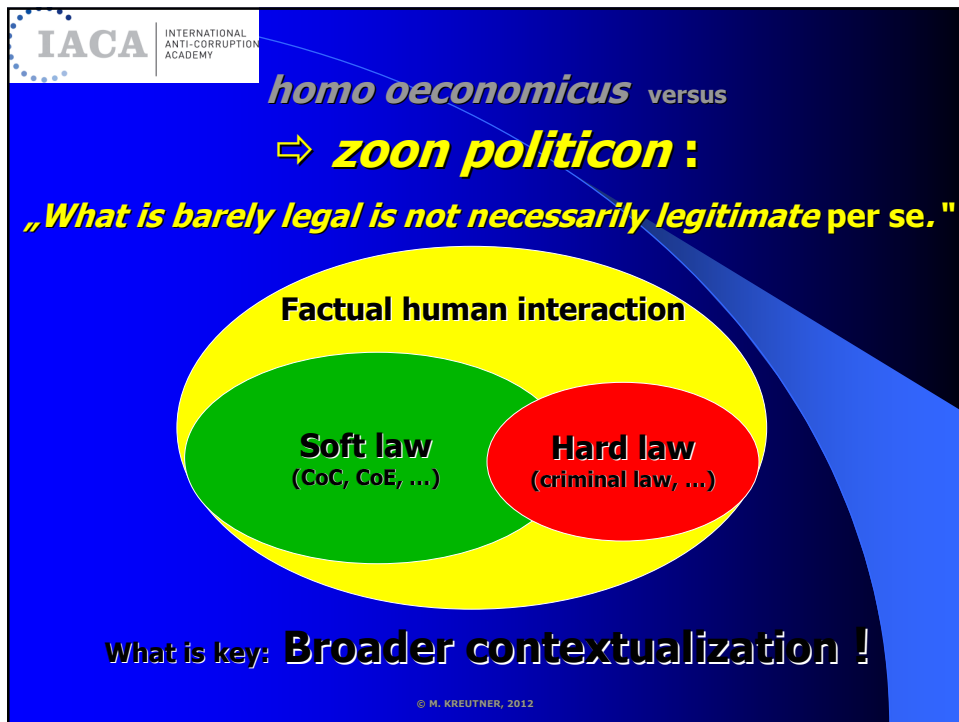 IACA
INTERNATIONAL
ANTI-CORRUPTION
ACADEMY
homo oeconomicus versus
⇨ zoon politicon :
„What is barely legal is not necessarily legitimate per se."
Factual human interaction
Soft law
(CoC, CoE, …)
Hard law
(criminal law, …)
What is key: Broader contextualization !
© M. KREUTNER, 2012